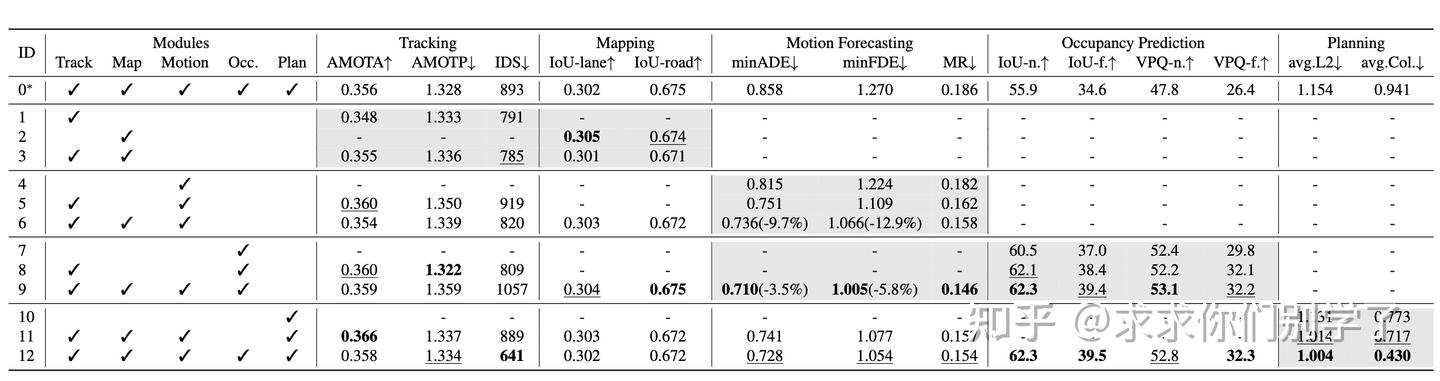 ID Modules Tracking Mapping Motion Forecasting Occupancy Prediction Planning
Track Map Motion Occ. Plan AMOTA↑ AMOTP↓ IDS↓ IoU-lane↑ IoU-road↑ minADE↓ minFDE↓ MR↓ IoU-n.↑ IoU-f.↑ VPQ-n.↑ VPQ-f.↑ avg.L2↓ avg.Col.↓
0* ✓ ✓ ✓ ✓ ✓ 0.356 1.328 893 0.302 0.675 0.858 1.270 0.186 55.9 34.6 47.8 26.4 1.154 0.941
1 ✓ 0.348 1.333 791 - - - - - - - - - - -
2 ✓ - - - 0.305 0.674 - - - - - - - - -
3 ✓ ✓ 0.355 1.336 785 0.301 0.671 - - - - - - - - -
4 ✓ - - - - - 0.815 1.224 0.182 - - - - - -
5 ✓ ✓ 0.360 1.350 919 - - 0.751 1.109 0.162 - - - - - -
6 ✓ ✓ ✓ 0.354 1.339 820 0.303 0.672 0.736(-9.7%) 1.066(-12.9%) 0.158 - - - - - -
7 ✓ - - - - - - - - 60.5 37.0 52.4 29.8 - -
8 ✓ ✓ 0.360 1.322 809 - - - - - 62.1 38.4 52.2 32.1 - -
9 ✓ ✓ ✓ ✓ 0.359 1.359 1057 0.304 0.675 0.710(-3.5%) 1.005(-5.8%) 0.146 62.3 39.4 53.1 32.2 - -
10 ✓ - - - - - - - - - - - - 0.773
11 ✓ ✓ ✓ ✓ 0.366 1.337 889 0.303 0.672 0.741 1.077 - - - - 1.014 0.717
12 ✓ ✓ ✓ ✓ ✓ 0.358 1.334 641 0.302 0.672 0.728 1.054 0.154 62.3 39.5 52.8 32.3 1.004 0.430
知乎 @求求你们别学了